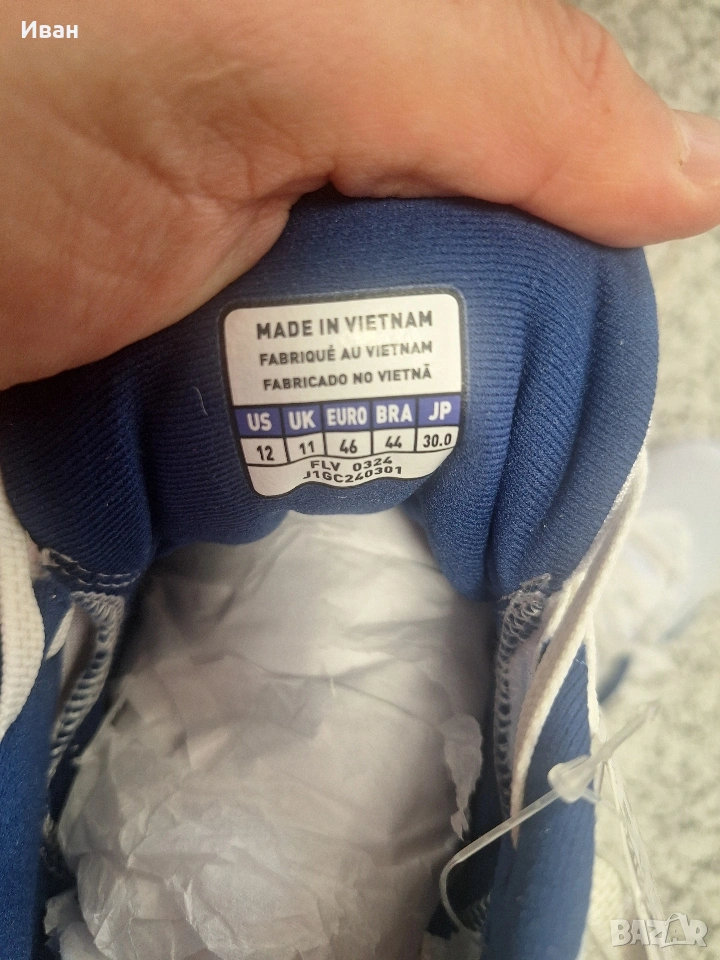 Иван
MADE IN VIETNAM
FABRIQUÉ AU VIETNAM
FABRICADO NO VIETNÃ
US UK EURO BRA JP
12 11 46 44 30.0
FLV 0324
J1GC240301
BAZAR